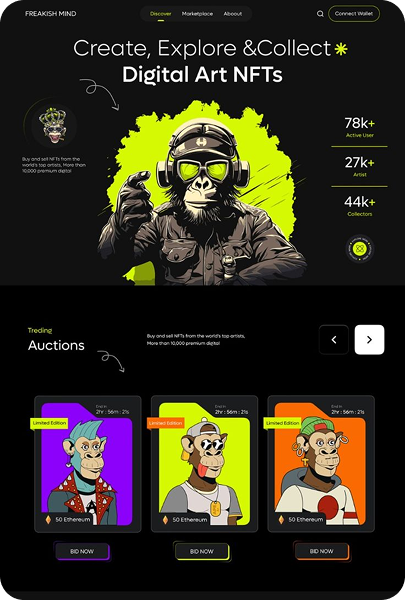 FREAKISH MIND
Discover Marketplace Aboout
Connect Wallet
Create, Explore &Collect
Digital Art NFTs
78k+
Active User
27k+
Artist
44k+
Collectors
Buy and sell NFTs from the
world's top artists, More than
10,000 premium digital
Treding
Auctions
Buy and sell NFTs from the world's top artists,
More than 10,000 premium digital
Limited Edition
End in
2hr : 56m : 21s
50 Ethereum
BID NOW
Limited Edition
End in
2hr : 56m : 21s
50 Ethereum
BID NOW
Limited Edition
End in
2hr : 56m : 21s
50 Ethereum
BID NOW